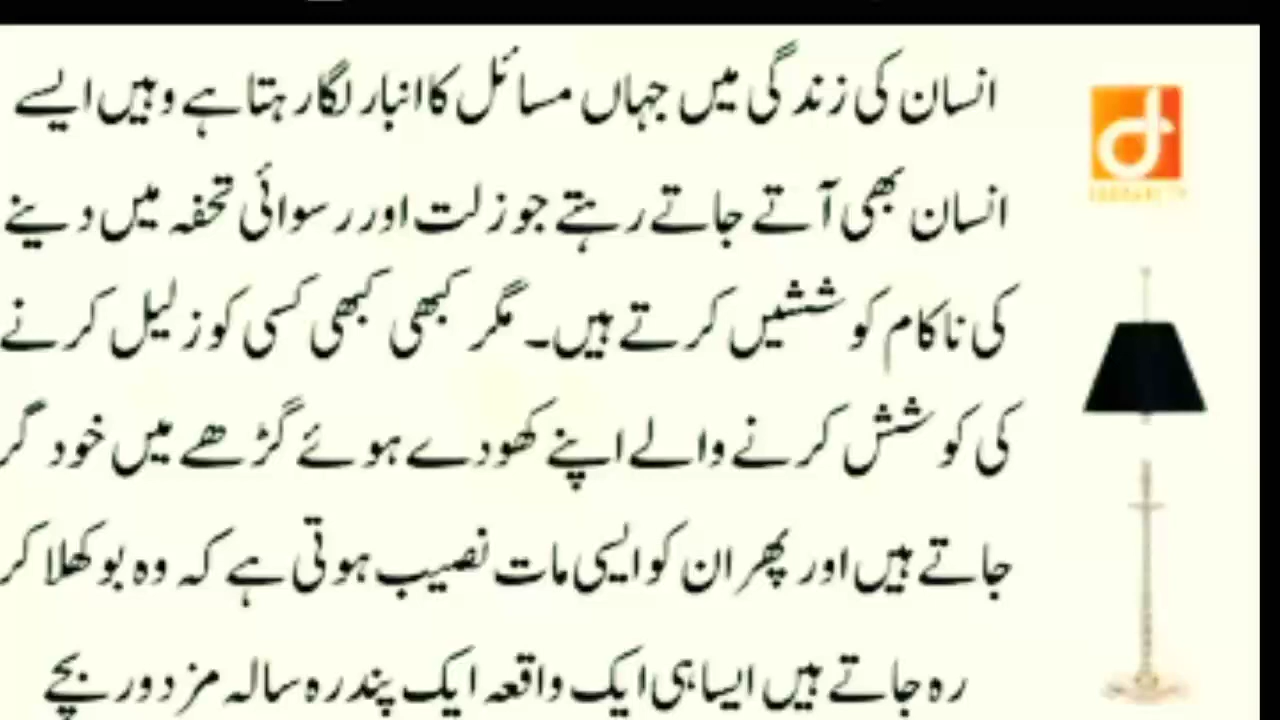 انسان کی زندگی میں جہاں مسائل کا انبار لگا رہتا ہے وہیں ایسے
انسان بھی آتے جاتے رہتے جو زلت اور رسوائی تحفہ میں دینے
کی ناکام کوششیں کرتے ہیں۔ مگر کبھی کبھی کسی کو زلیل کرنے
کی کوشش کرنے والے اپنے کھودے ہوئے گڑھے میں خود گر
جاتے ہیں اور پھر ان کو ایسی مات نصیب ہوتی ہے کہ وہ بوکھلا کر
رہ جاتے ہیں ایسا ہی ایک واقعہ ایک پندرہ سالہ مزدور بچے